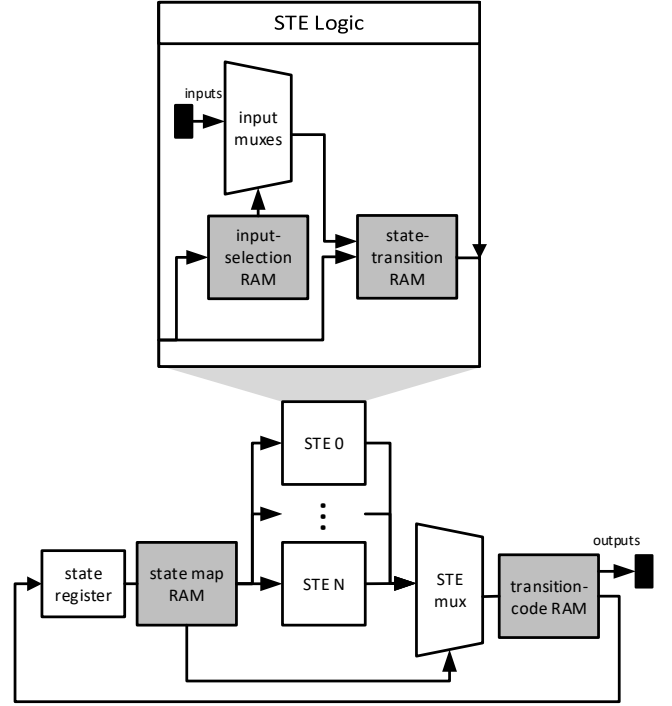 STE Logic
inputs
input
muxes
input-
selection
RAM
state-
transition
RAM
STE 0
...
STE N
state
register
state map
RAM
STE
mux
transition-
code RAM
outputs